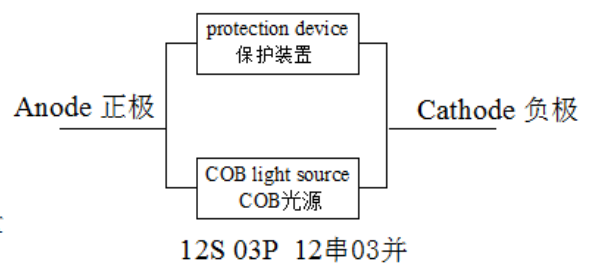 protection device
保护装置
Anode 正极
Cathode 负极
COB light source
COB光源
12S 03P 12串03并